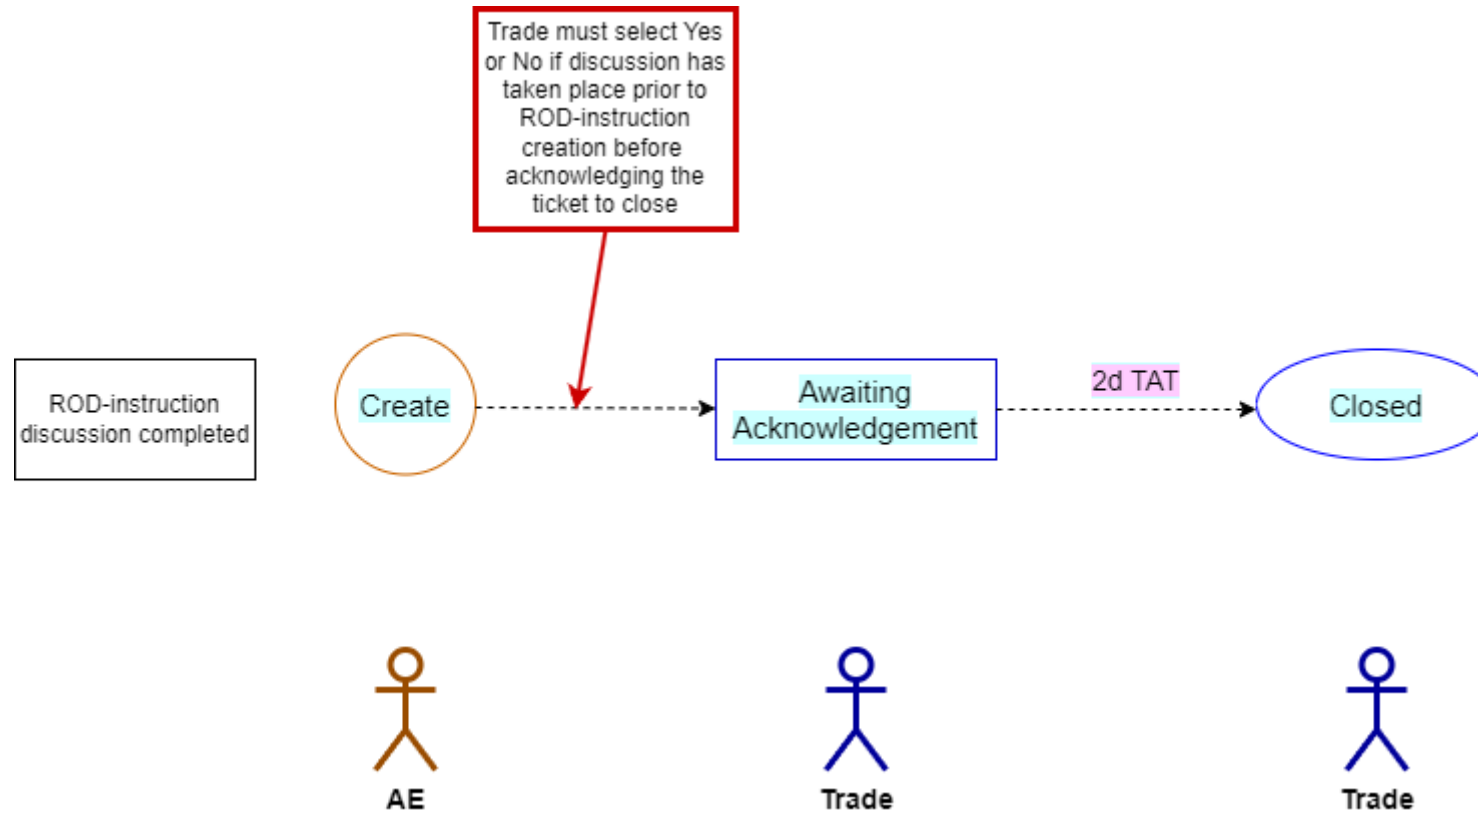 Trade must select Yes
or No if discussion has
taken place prior to
ROD-instruction
creation before
acknowledging the
ticket to close
ROD-instruction
discussion completed
Create
Awaiting
Acknowledgement
2d TAT
Closed
AE
Trade
Trade